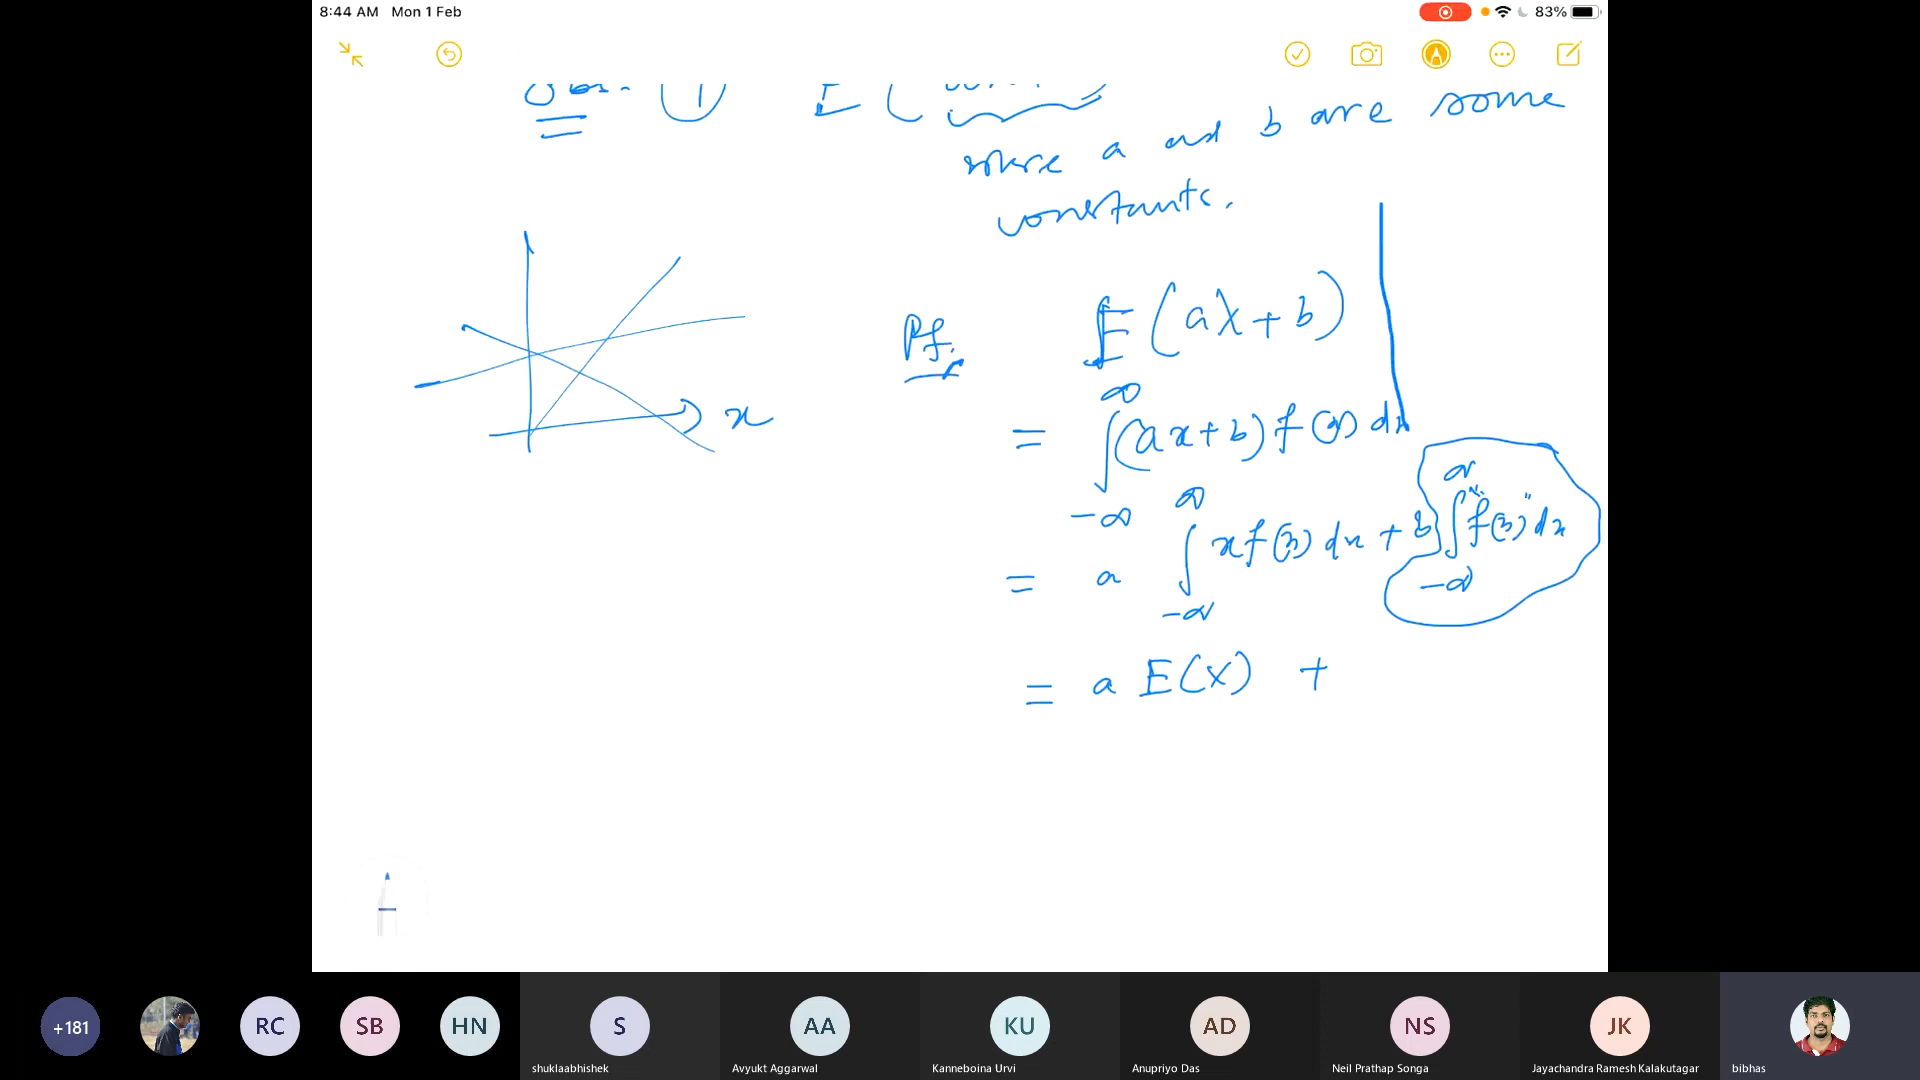 8:44 AM Mon 1 Feb
83%
Obs. ① E (
where a and b are some
constants.
x
Pf. E (aX + b)
= ∫_{-∞}^{∞} (ax + b) f(x) dx
= a ∫_{-∞}^{∞} x f(x) dx + b ∫_{-∞}^{∞} f(x) dx
= a E(X) +
+181
RC
SB
HN
S
AA
KU
AD
NS
JK
shuklaabhishek
Avyukt Aggarwal
Kanneboina Urvi
Anupriyo Das
Neil Prathap Songa
Jayachandra Ramesh Kalakutagar
bibhas